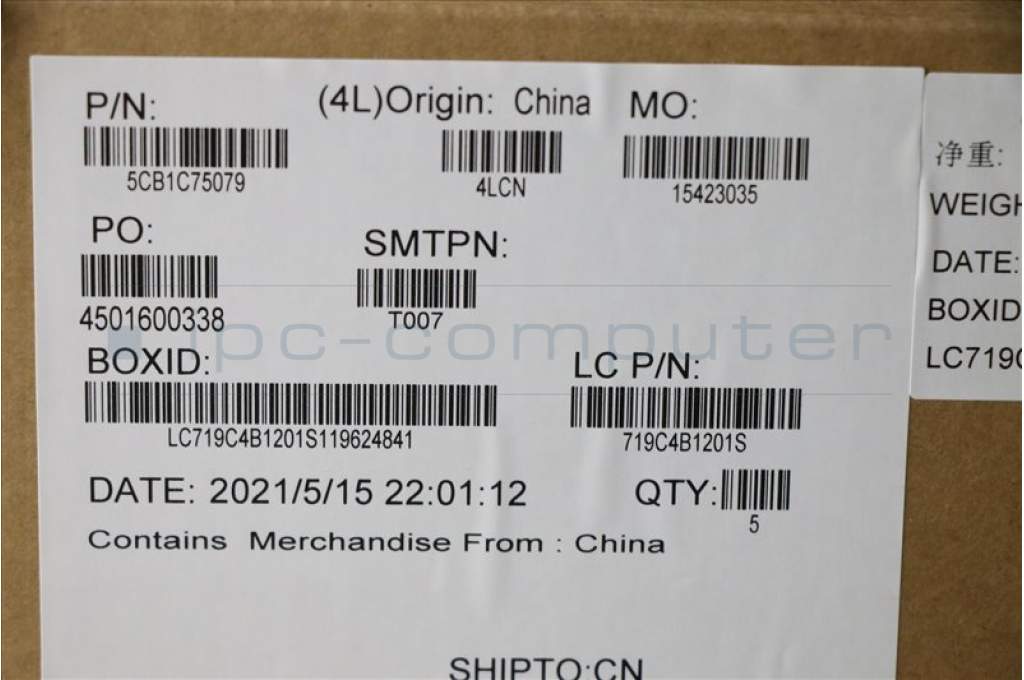 P/N: (4L)Origin: China MO:
5CB1C75079 4LCN 15423035
PO: SMTPN:
4501600338 T007
ipc-computer
BOXID: LC P/N:
LC719C4B1201S119624841 719C4B1201S
DATE: 2021/5/15 22:01:12 QTY:
5
Contains Merchandise From : China
SHIPTO:CN
净重:
WEIGH
DATE:
BOXID
LC719C